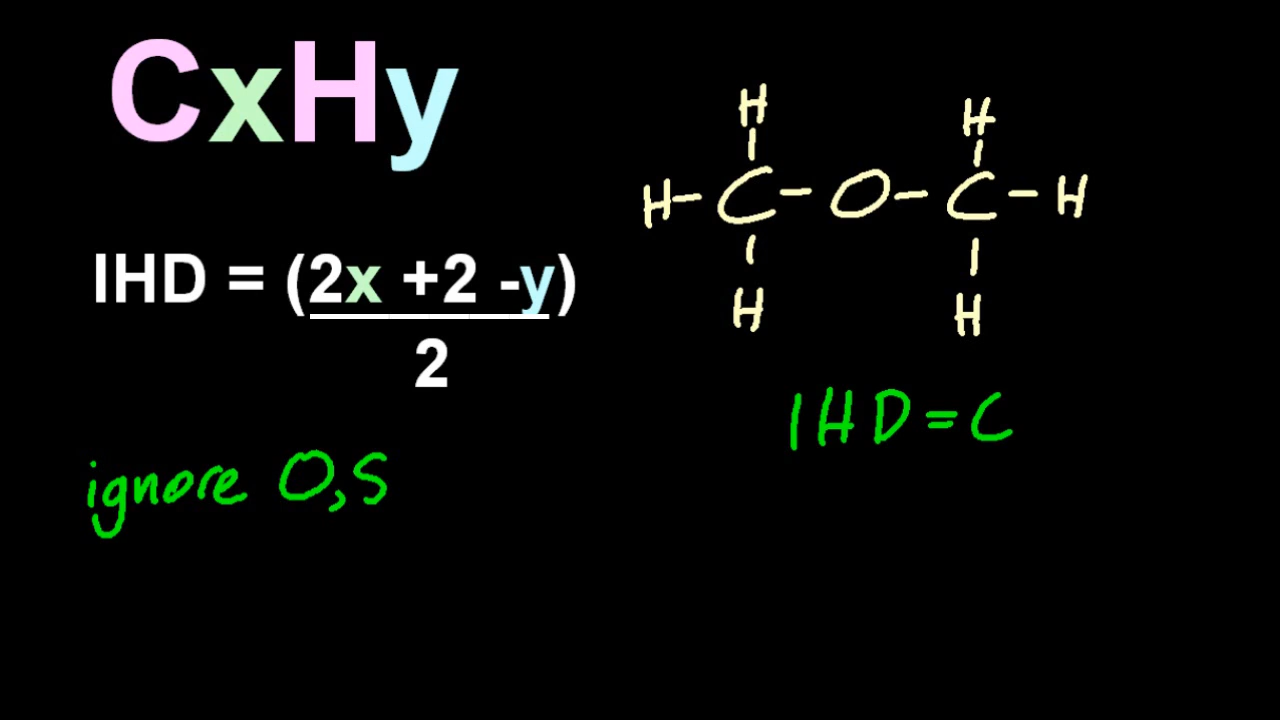 CxHy
IHD = (2x +2 -y)
2
ignore O,S
H H
H-C-O-C-H
H H
IHD=C